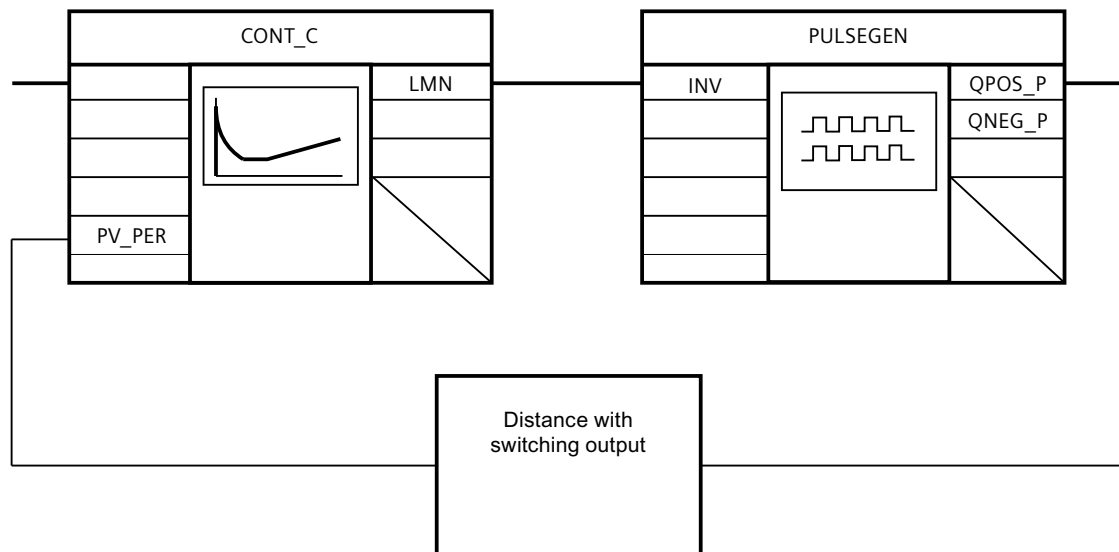 CONT_C
PULSEGEN
LMN
INV
QPOS_P
QNEG_P
PV_PER
Distance with
switching output